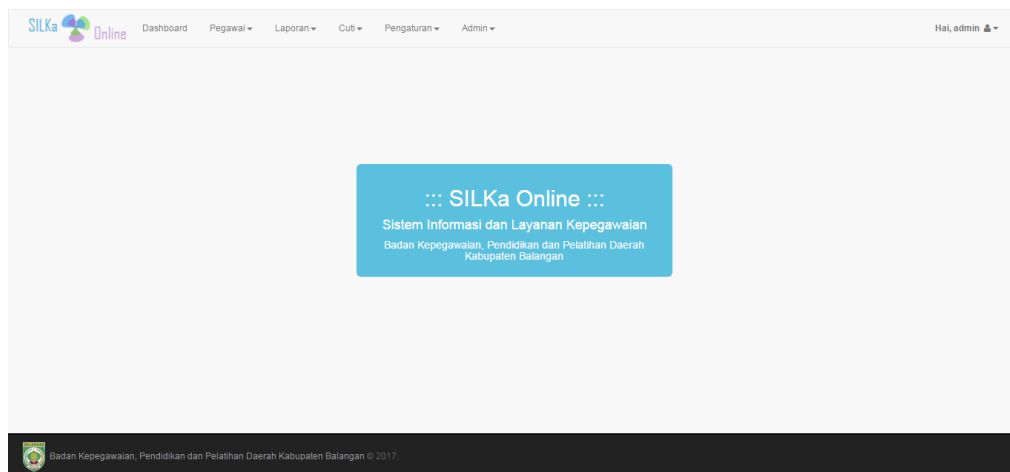 SILKa Online Dashboard Pegawai Laporan Cuti Pengaturan Admin Hai, admin
::: SILKa Online :::
Sistem Informasi dan Layanan Kepegawaian
Badan Kepegawaian, Pendidikan dan Pelatihan Daerah
Kabupaten Balangan
Badan Kepegawaian, Pendidikan dan Pelatihan Daerah Kabupaten Balangan © 2017.